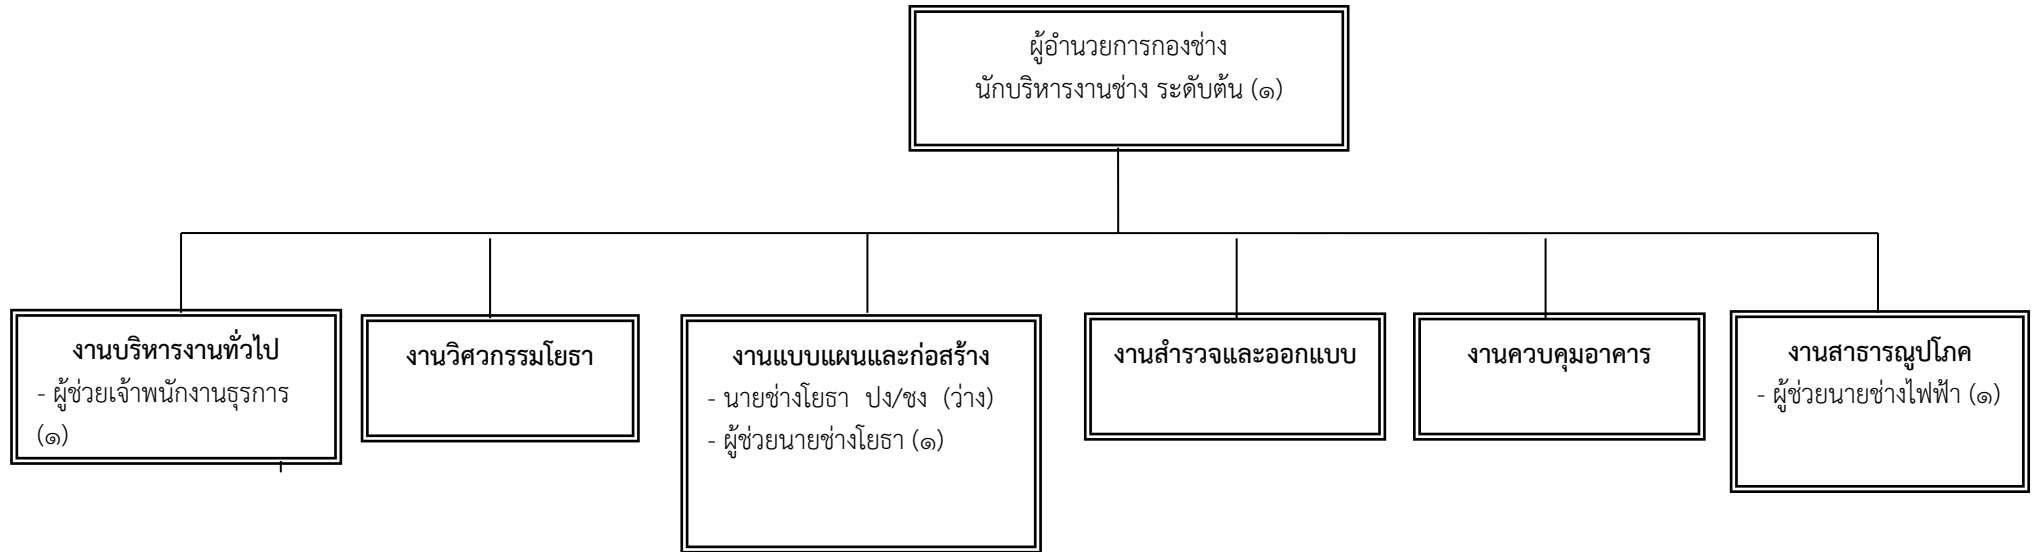 ผู้อำนวยการกองช่าง
นักบริหารงานช่าง ระดับต้น (๑)
งานบริหารงานทั่วไป
- ผู้ช่วยเจ้าพนักงานธุรการ
(๑)
งานวิศวกรรมโยธา
งานแบบแผนและก่อสร้าง
- นายช่างโยธา ปง/ชง (ว่าง)
- ผู้ช่วยนายช่างโยธา (๑)
งานสำรวจและออกแบบ
งานควบคุมอาคาร
งานสาธารณูปโภค
- ผู้ช่วยนายช่างไฟฟ้า (๑)